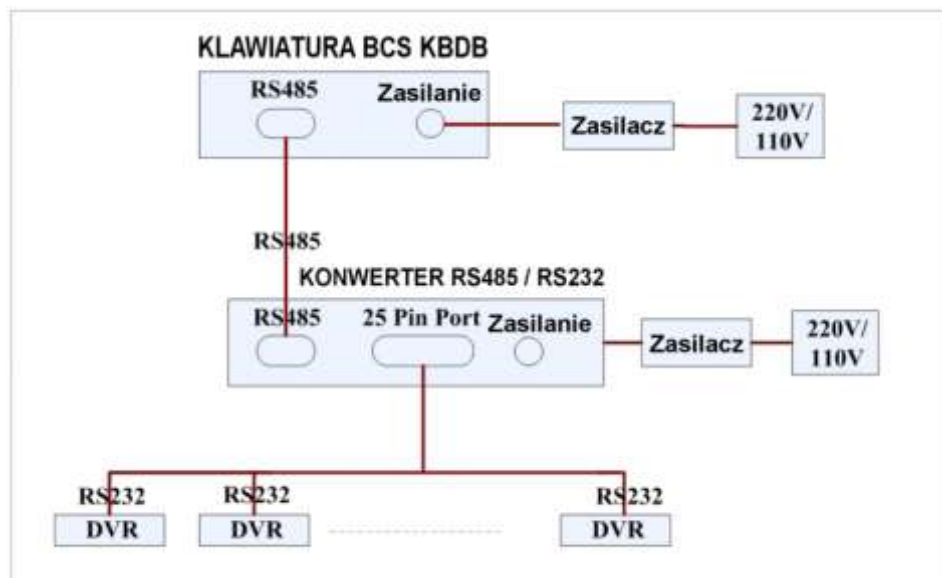 KLAWIATURA BCS KBDB
RS485
Zasilanie
Zasilacz
220V/
110V
RS485
KONWERTER RS485 / RS232
RS485
25 Pin Port
Zasilanie
Zasilacz
220V/
110V
RS232
RS232
RS232
DVR
DVR
DVR